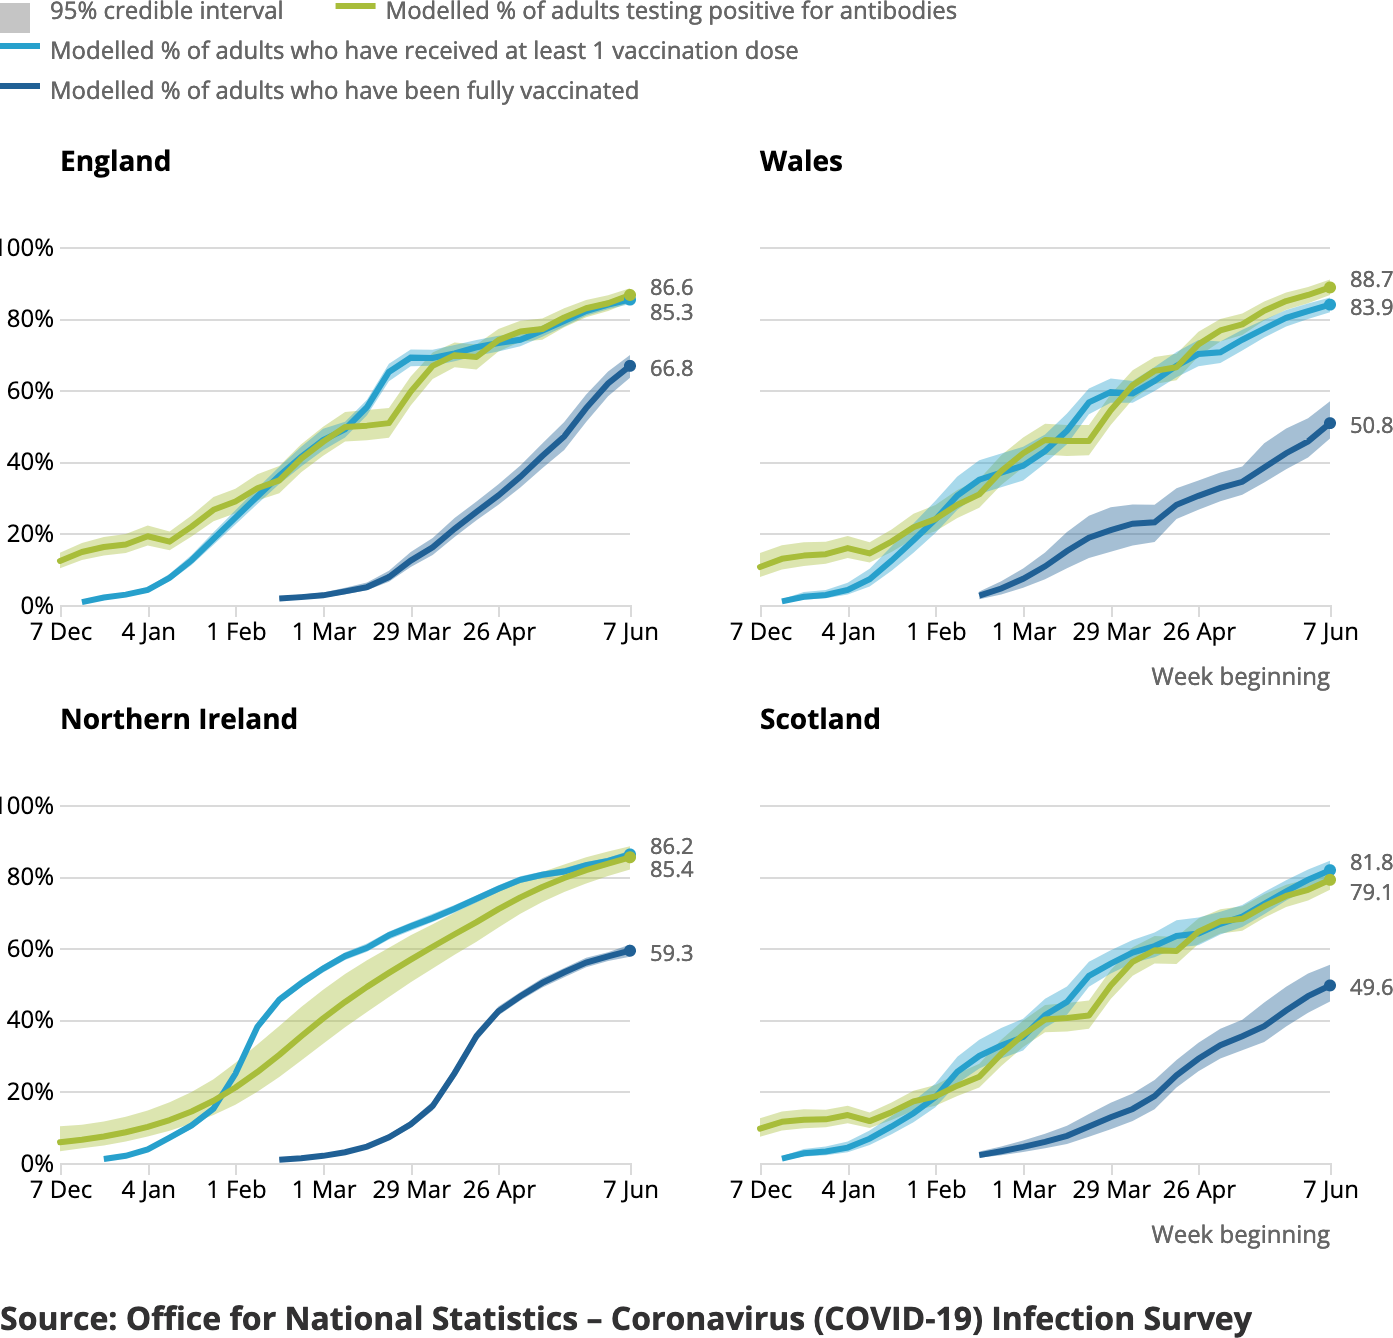 95% credible interval Modelled % of adults testing positive for antibodies
Modelled % of adults who have received at least 1 vaccination dose
Modelled % of adults who have been fully vaccinated
England Wales
100%
80%
60%
40%
20%
0%
86.6
85.3
66.8
88.7
83.9
50.8
7 Dec 4 Jan 1 Feb 1 Mar 29 Mar 26 Apr 7 Jun
7 Dec 4 Jan 1 Feb 1 Mar 29 Mar 26 Apr 7 Jun
Week beginning
Northern Ireland Scotland
100%
80%
60%
40%
20%
0%
86.2
85.4
59.3
81.8
79.1
49.6
7 Dec 4 Jan 1 Feb 1 Mar 29 Mar 26 Apr 7 Jun
7 Dec 4 Jan 1 Feb 1 Mar 29 Mar 26 Apr 7 Jun
Week beginning
Source: Office for National Statistics – Coronavirus (COVID-19) Infection Survey